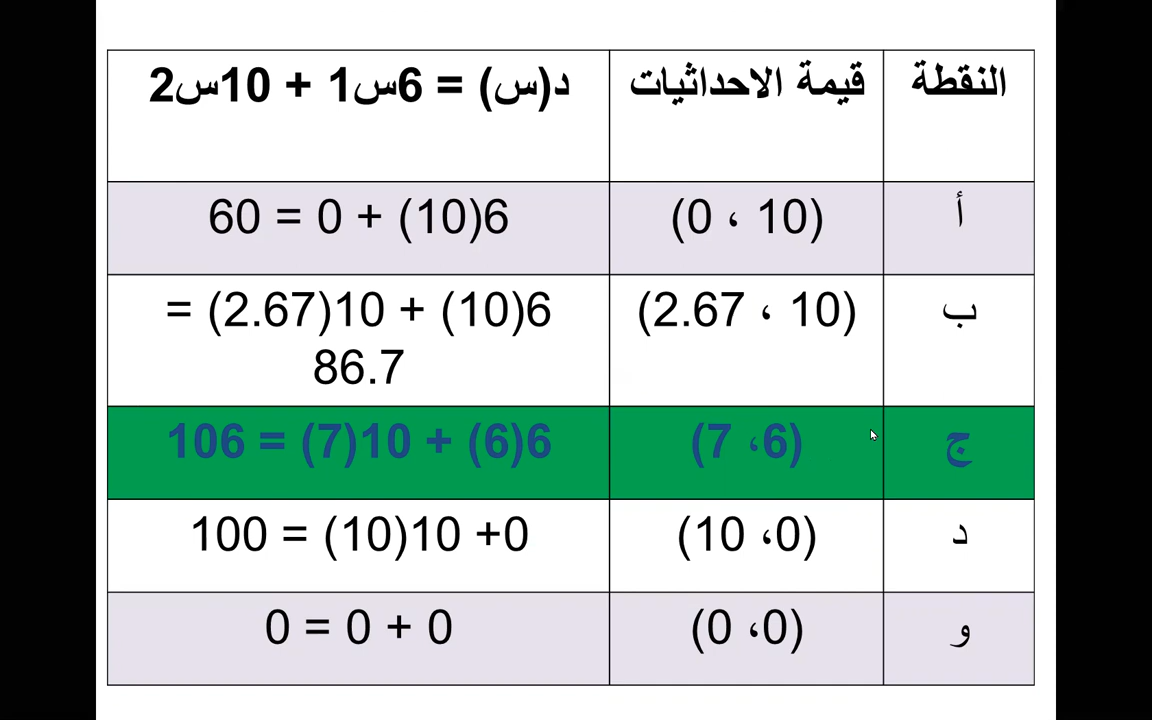 النقطة
قيمة الاحداثيات
د(س) = 6س1 + 10س2
أ
(10 ، 0)
6(10) + 0 = 60
ب
(10 ، 2.67)
6(10) + 10(2.67) =
86.7
ج
(6، 7)
6(6) + 10(7) = 106
د
(0، 10)
0+ 10(10) = 100
و
(0، 0)
0 + 0 = 0